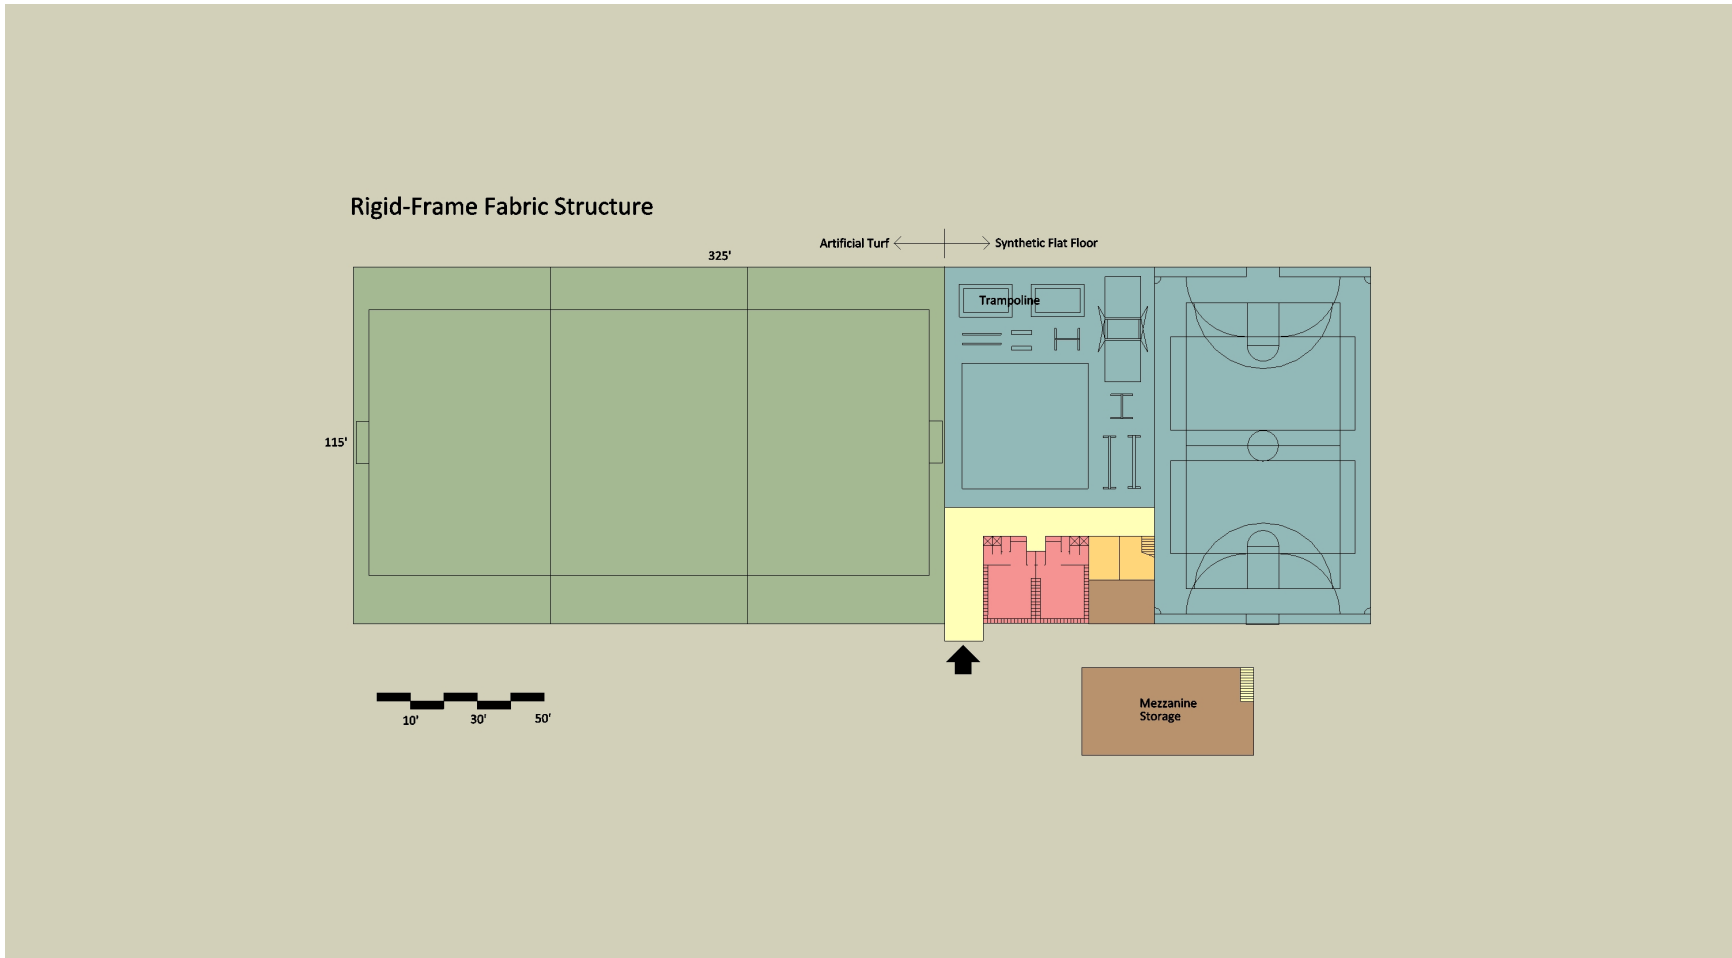 Rigid-Frame Fabric Structure
Artificial Turf
Synthetic Flat Floor
325'
Trampoline
115'
Mezzanine
Storage
10'
30'
50'